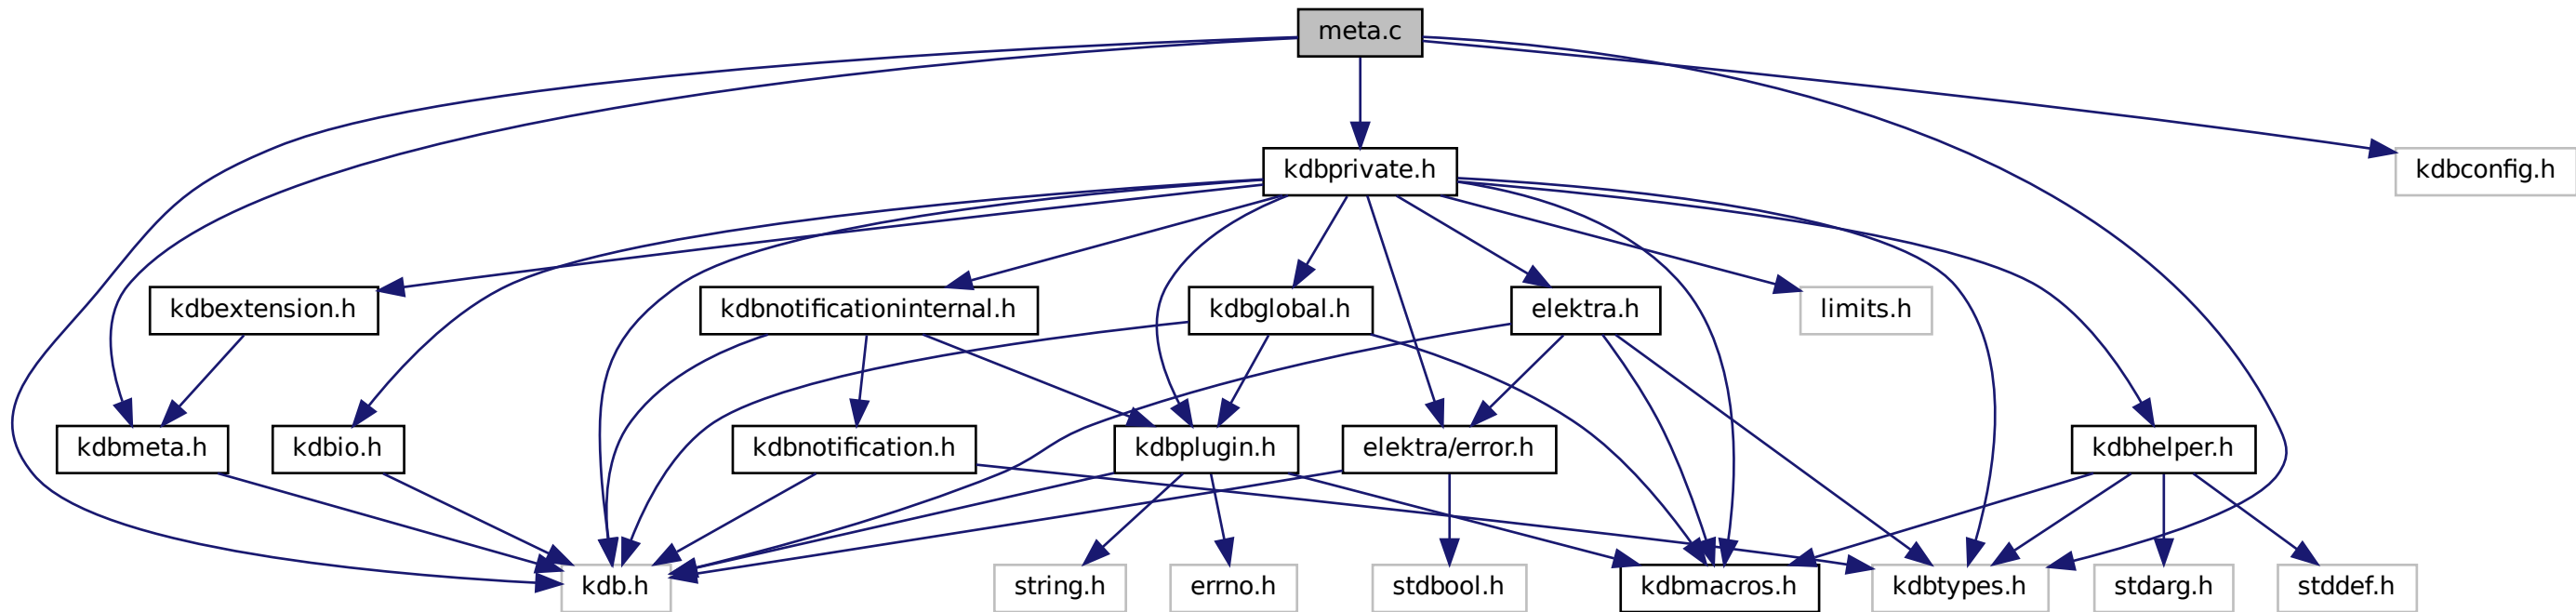 meta.c
kdbprivate.h
kdbconfig.h
kdbextension.h
kdbnotificationinternal.h
kdbglobal.h
elektra.h
limits.h
kdbmeta.h
kdbio.h
kdbnotification.h
kdbplugin.h
elektra/error.h
kdbhelper.h
kdb.h
string.h
errno.h
stdbool.h
kdbmacros.h
kdbtypes.h
stdarg.h
stddef.h